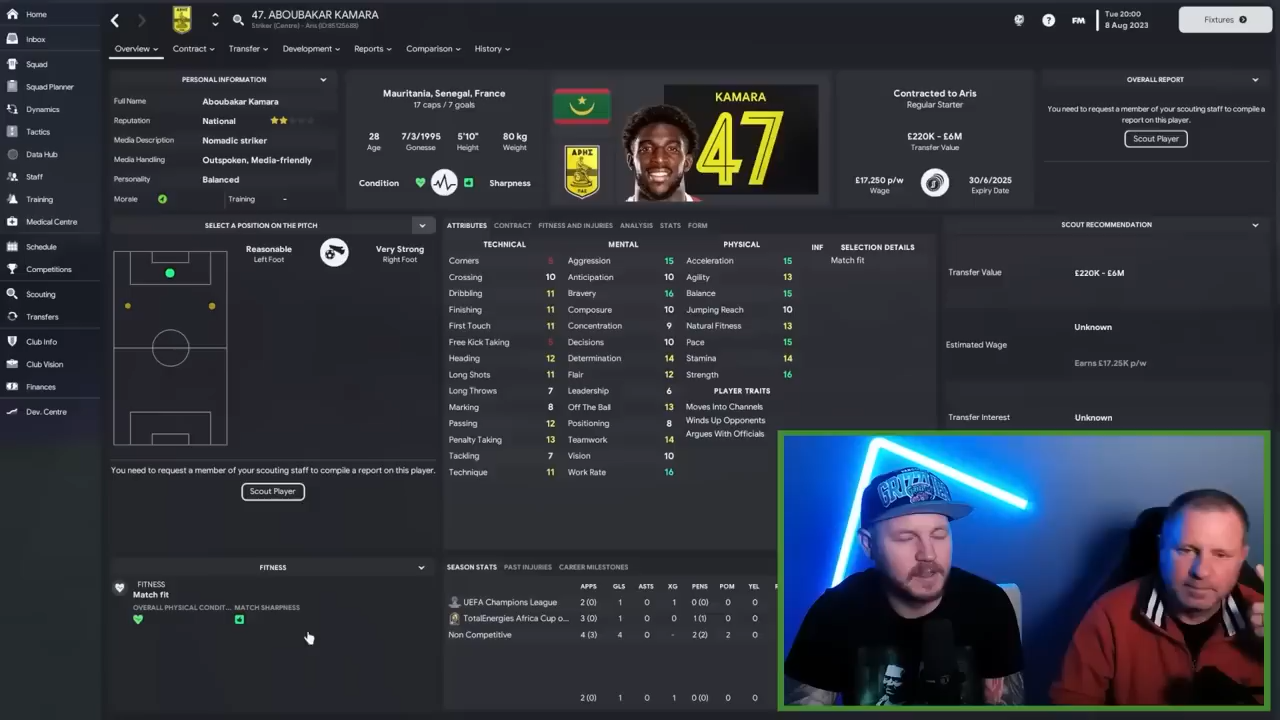 Home
Inbox
Squad
Squad Planner
Dynamics
Tactics
Data Hub
Staff
Training
Medical Centre
Schedule
Competitions
Scouting
Transfers
Club Info
Club Vision
Finances
Dev. Centre
47. ABOUBAKAR KAMARA
Striker (Centre) - Aris
Tue 20:00
8 Aug 2023
FM
Fixtures
Overview
Contract
Transfer
Development
Reports
Comparison
History
PERSONAL INFORMATION
Full Name Aboubakar Kamara
Reputation National
Media Description Nomadic striker
Media Handling Outspoken, Media-friendly
Personality Balanced
Morale Training -
Mauritania, Senegal, France
17 caps / 7 goals
28 7/3/1995 5'10" 80 kg
Age Gonesse Height Weight
Condition Sharpness
KAMARA
47
ΑΡΗΣ
Contracted to Aris
Regular Starter
£220K - £6M
Transfer Value
£17.250 p/w 30/6/2025
Wage Expiry Date
OVERALL REPORT
You need to request a member of your scouting staff to compile a
report on this player.
Scout Player
SELECT A POSITION ON THE PITCH
Reasonable Very Strong
Left Foot Right Foot
You need to request a member of your scouting staff to compile a report on this player.
Scout Player
FITNESS
FITNESS
Match fit
OVERALL PHYSICAL CONDIT... MATCH SHARPNESS
ATTRIBUTES CONTRACT FITNESS AND INJURIES ANALYSIS STATS FORM
TECHNICAL MENTAL PHYSICAL
Corners Aggression 15 Acceleration 15
Crossing 10 Anticipation 10 Agility 13
Dribbling 11 Bravery 16 Balance 15
Finishing 11 Composure 10 Jumping Reach 10
First Touch 11 Concentration 9 Natural Fitness 13
Free Kick Taking 5 Decisions 10 Pace 15
Heading 12 Determination 14 Stamina 14
Long Shots 11 Flair 12 Strength 16
Long Throws 7 Leadership 6 PLAYER TRAITS
Marking 8 Off The Ball 13 Moves Into Channels
Passing 12 Positioning 8 Winds Up Opponents
Penalty Taking 13 Teamwork 14 Argues With Officials
Tackling 7 Vision 10
Technique 11 Work Rate 16
INF SELECTION DETAILS
Match fit
SCOUT RECOMMENDATION
Transfer Value £220K - £6M
Unknown
Estimated Wage
Earns £17.25K p/w
Transfer Interest Unknown
SEASON STATS PAST INJURIES CAREER MILESTONES
APPS GLS ASTS XG PENS POM YEL
UEFA Champions League 2 (0) 1 0 1 0 (0) 0 0
TotalEnergies Africa Cup o... 3 (0) 1 0 0 1 (1) 0 0
Non Competitive 4 (3) 4 0 - 2 (2) 2 0
2 (0) 1 0 1 0 (0) 0 0
GRIZZLIES